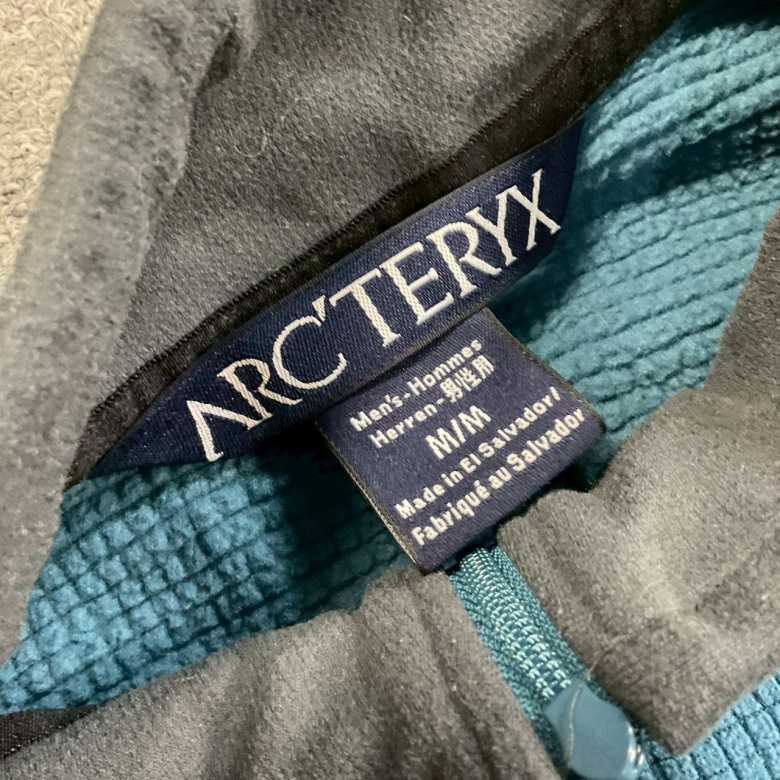 ARC'TERYX
Men's-Hommes
Herren-男性用
M/M
Made in El Salvador/
Fabriqué au Salvador